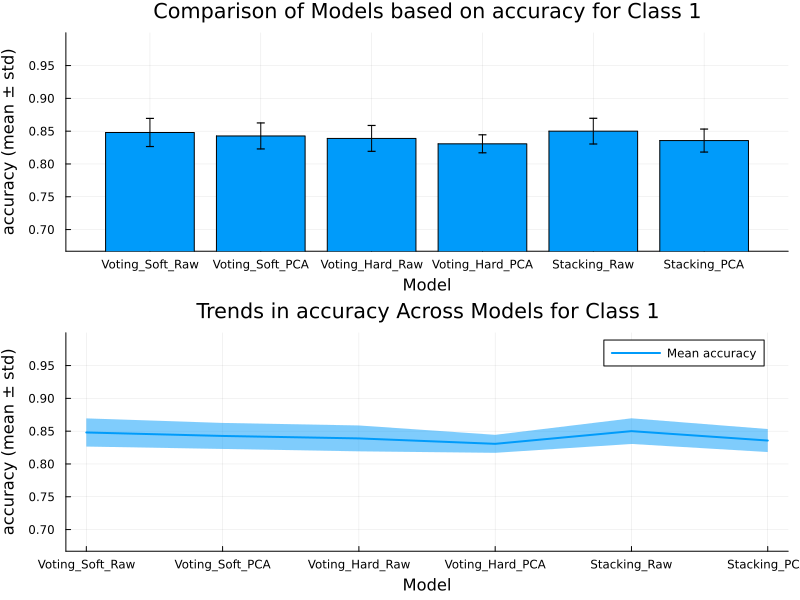 Comparison of Models based on accuracy for Class 1
accuracy (mean ± std)
0.95
0.90
0.85
0.80
0.75
0.70
Voting_Soft_Raw Voting_Soft_PCA Voting_Hard_Raw Voting_Hard_PCA Stacking_Raw Stacking_PCA
Model
Trends in accuracy Across Models for Class 1
accuracy (mean ± std)
Mean accuracy
0.95
0.90
0.85
0.80
0.75
0.70
Voting_Soft_Raw Voting_Soft_PCA Voting_Hard_Raw Voting_Hard_PCA Stacking_Raw Stacking_PC
Model